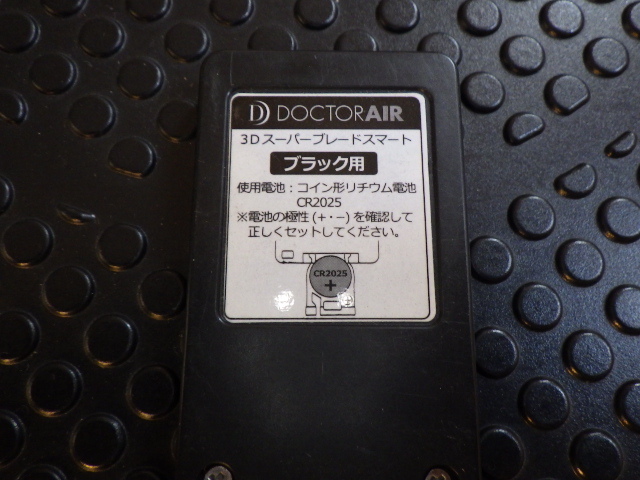 DOCTORAIR
3Dスーパーブレードスマート
ブラック用
使用電池：コイン形リチウム電池
CR2025
※電池の極性(+・−)を確認して
正しくセットしてください。
CR2025
+